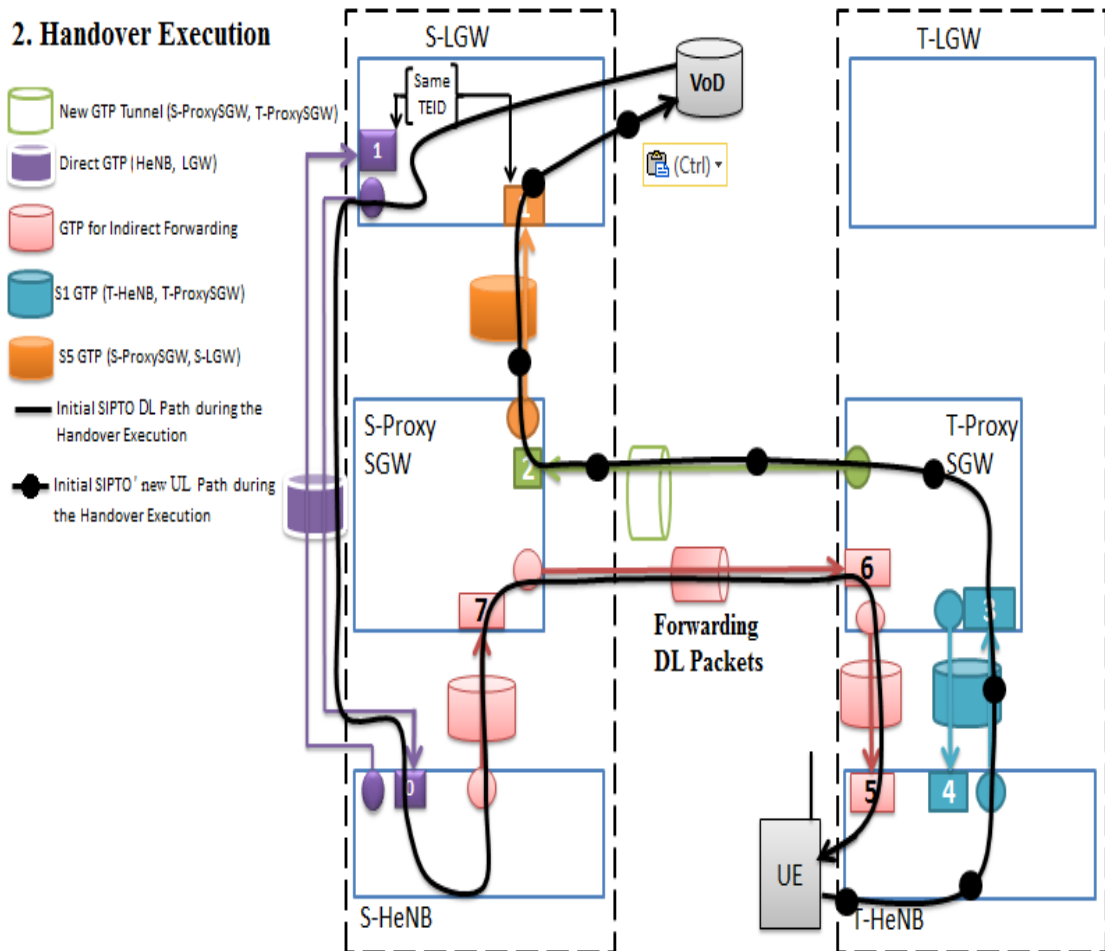 2. Handover Execution
New GTP Tunnel (S-ProxySGW, T-ProxySGW)
Direct GTP (HeNB, LGW)
GTP for Indirect Forwarding
S1 GTP (T-HeNB, T-ProxySGW)
S5 GTP (S-ProxySGW, S-LGW)
Initial SIPTO DL Path during the
Handover Execution
Initial SIPTO' new UL Path during
the Handover Execution
S-LGW
Same
TEID
1
1
VoD
(Ctrl)
T-LGW
S-Proxy
SGW
2
7
T-Proxy
SGW
6
3
Forwarding
DL Packets
0
S-HeNB
UE
5
4
T-HeNB